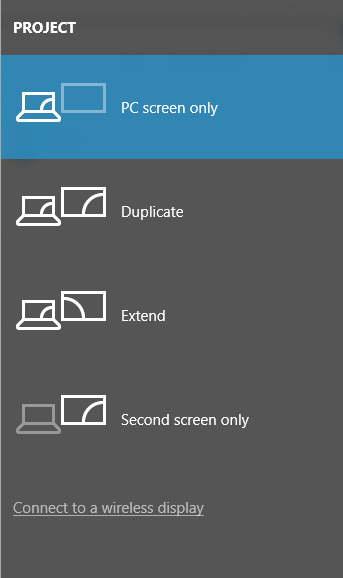 PROJECT
PC screen only
Duplicate
Extend
Second screen only
Connect to a wireless display